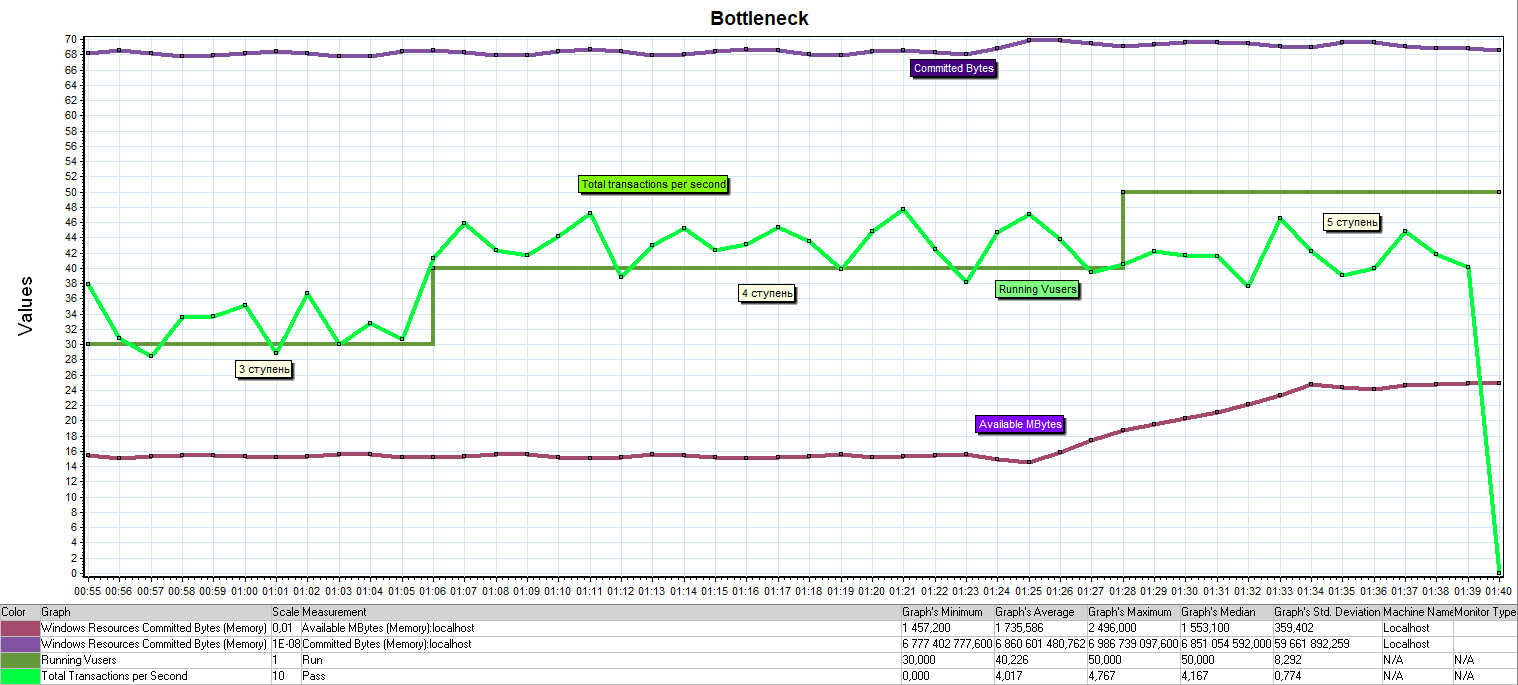 Bottleneck
Values
70
68
66
64
62
60
58
56
54
52
50
48
46
44
42
40
38
36
34
32
30
28
26
24
22
20
18
16
14
12
10
8
6
4
2
0
Committed Bytes
Total transactions per second
5 ступень
Running Vusers
4 ступень
3 ступень
Available MBytes
00:55 00:56 00:57 00:58 00:59 01:00 01:01 01:02 01:03 01:04 01:05 01:06 01:07 01:08 01:09 01:10 01:11 01:12 01:13 01:14 01:15 01:16 01:17 01:18 01:19 01:20 01:21 01:22 01:23 01:24 01:25 01:26 01:27 01:28 01:29 01:30 01:31 01:32 01:33 01:34 01:35 01:36 01:37 01:38 01:39 01:40
Color Graph Scale Measurement Graph's Minimum Graph's Average Graph's Maximum Graph's Median Graph's Std. Deviation Machine Name Monitor Type
Windows Resources Committed Bytes (Memory) 0,01 Available MBytes (Memory):localhost 1 457,200 1 735,586 2 496,000 1 553,100 359,402 Localhost
Windows Resources Committed Bytes (Memory) 1E-08 Committed Bytes (Memory):localhost 6 777 402 777,600 6 860 601 480,762 6 986 739 097,600 6 851 054 592,000 59 661 892,259 Localhost
Running Vusers 1 Run 30,000 40,226 50,000 50,000 8,292 N/A N/A
Total Transactions per Second 10 Pass 0,000 4,017 4,767 4,167 0,774 N/A N/A